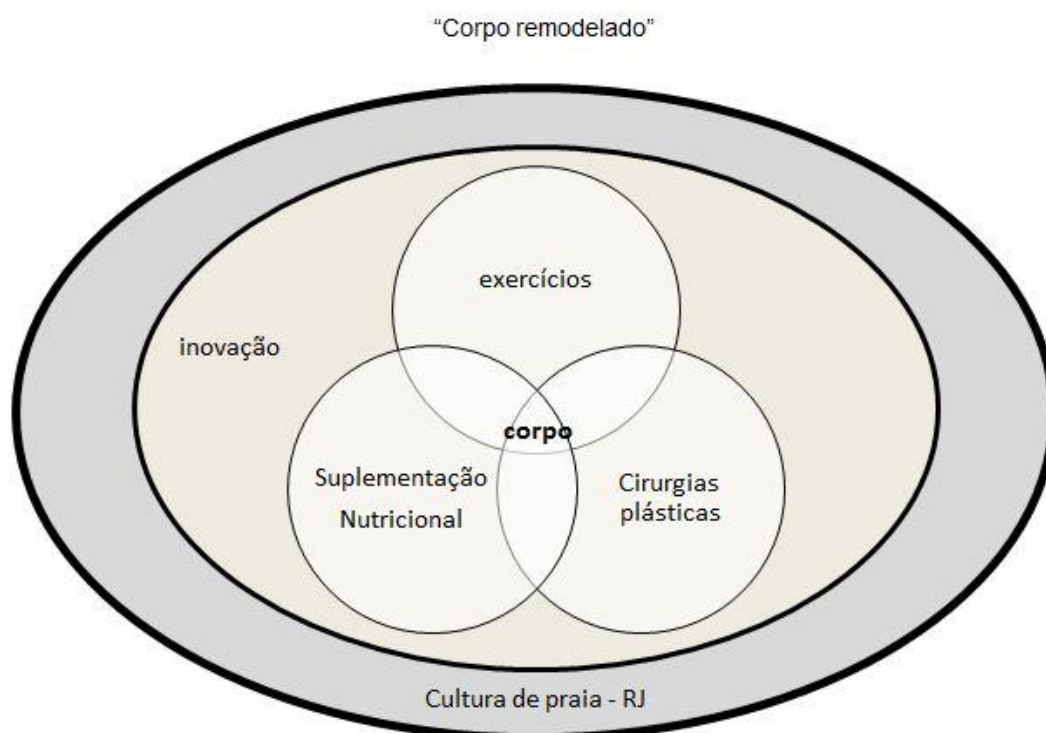 “Corpo remodelado”
exercícios
inovação
corpo
Suplementação
Nutricional
Cirurgias
plásticas
Cultura de praia - RJ